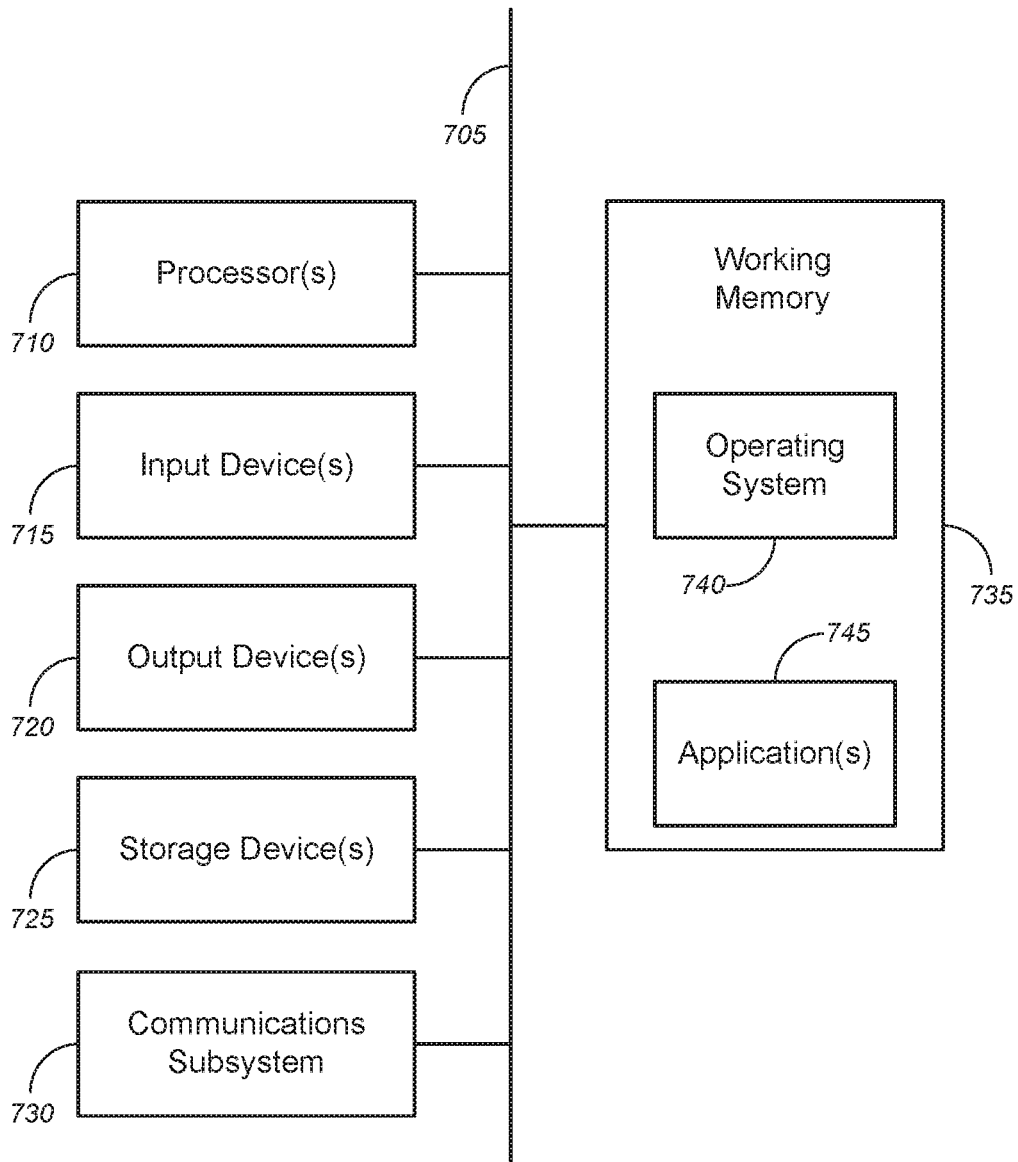 705
Processor(s)
710
Input Device(s)
715
Output Device(s)
720
Storage Device(s)
725
Communications
Subsystem
730
Working
Memory
Operating
System
740
735
745
Application(s)